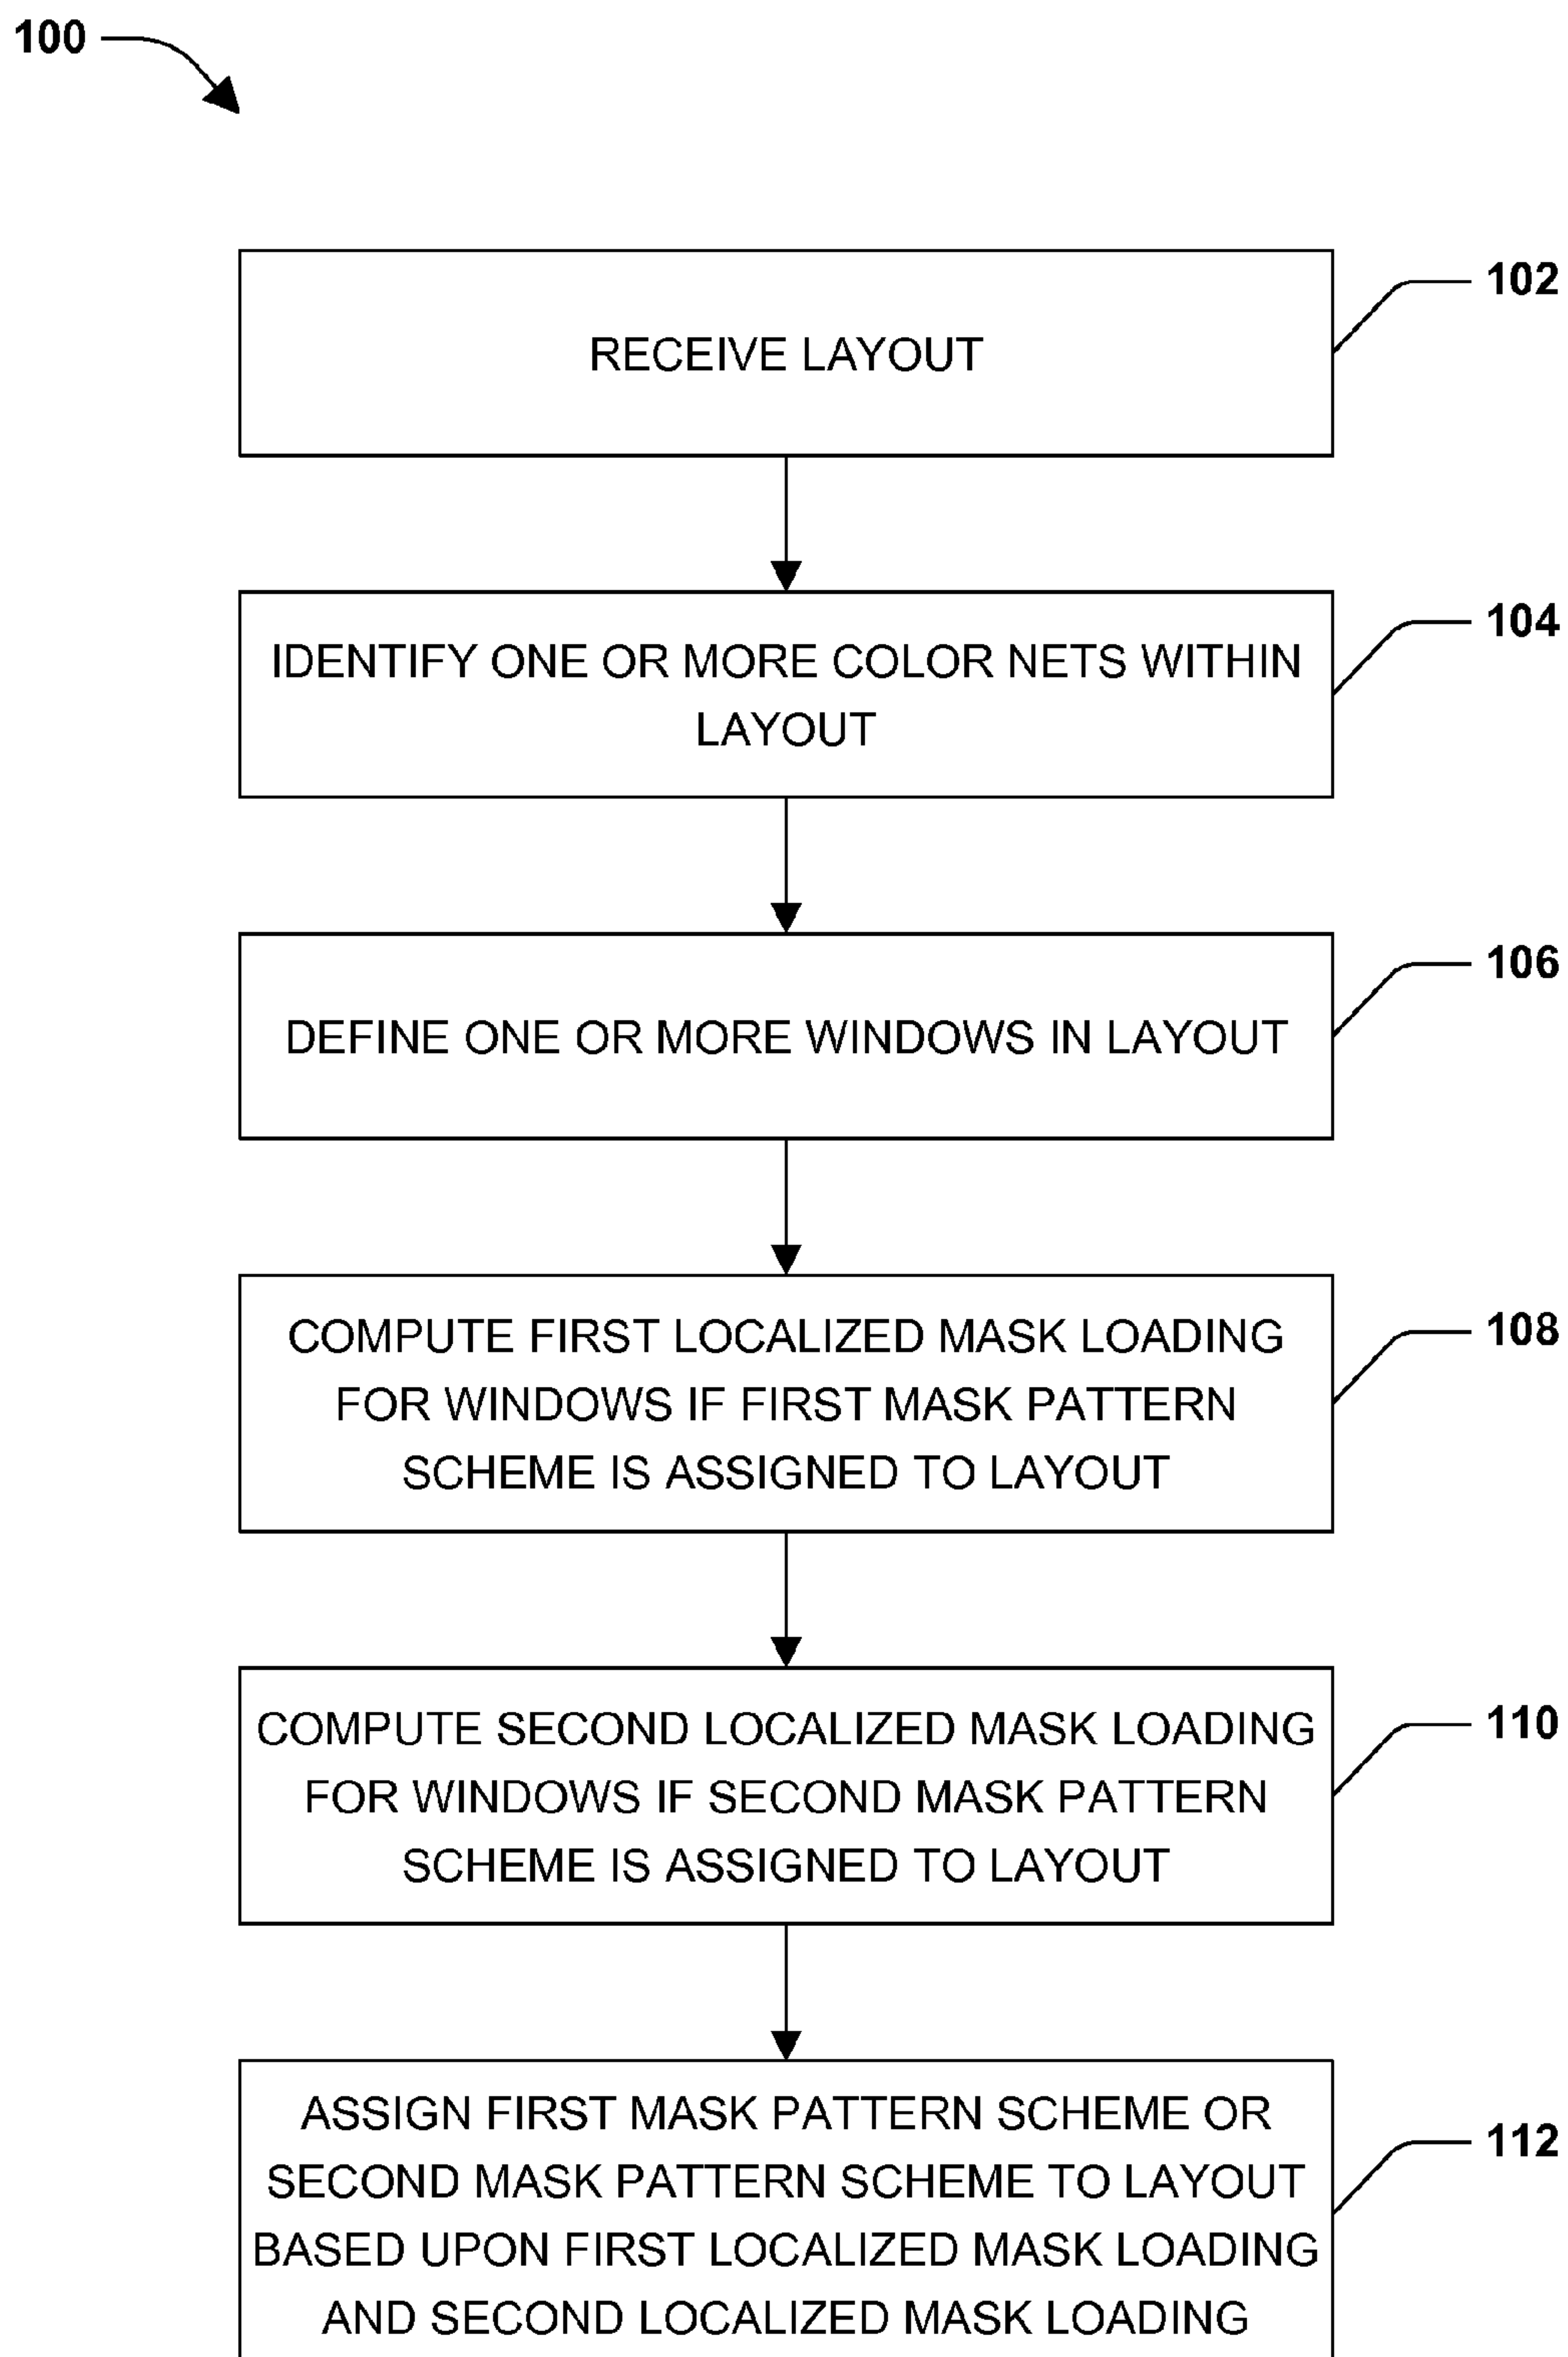 100
102
RECEIVE LAYOUT
104
IDENTIFY ONE OR MORE COLOR NETS WITHIN
LAYOUT
106
DEFINE ONE OR MORE WINDOWS IN LAYOUT
108
COMPUTE FIRST LOCALIZED MASK LOADING
FOR WINDOWS IF FIRST MASK PATTERN
SCHEME IS ASSIGNED TO LAYOUT
110
COMPUTE SECOND LOCALIZED MASK LOADING
FOR WINDOWS IF SECOND MASK PATTERN
SCHEME IS ASSIGNED TO LAYOUT
112
ASSIGN FIRST MASK PATTERN SCHEME OR
SECOND MASK PATTERN SCHEME TO LAYOUT
BASED UPON FIRST LOCALIZED MASK LOADING
AND SECOND LOCALIZED MASK LOADING